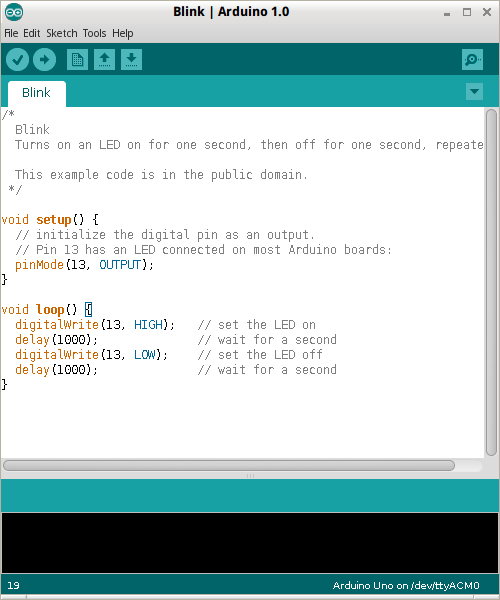 Blink | Arduino 1.0
File Edit Sketch Tools Help
Blink
/*
  Blink
  Turns on an LED on for one second, then off for one second, repeate

  This example code is in the public domain.
 */

void setup() {
  // initialize the digital pin as an output.
  // Pin 13 has an LED connected on most Arduino boards:
  pinMode(13, OUTPUT);
}

void loop() {
  digitalWrite(13, HIGH);   // set the LED on
  delay(1000);              // wait for a second
  digitalWrite(13, LOW);    // set the LED off
  delay(1000);              // wait for a second
}
19 Arduino Uno on /dev/ttyACM0